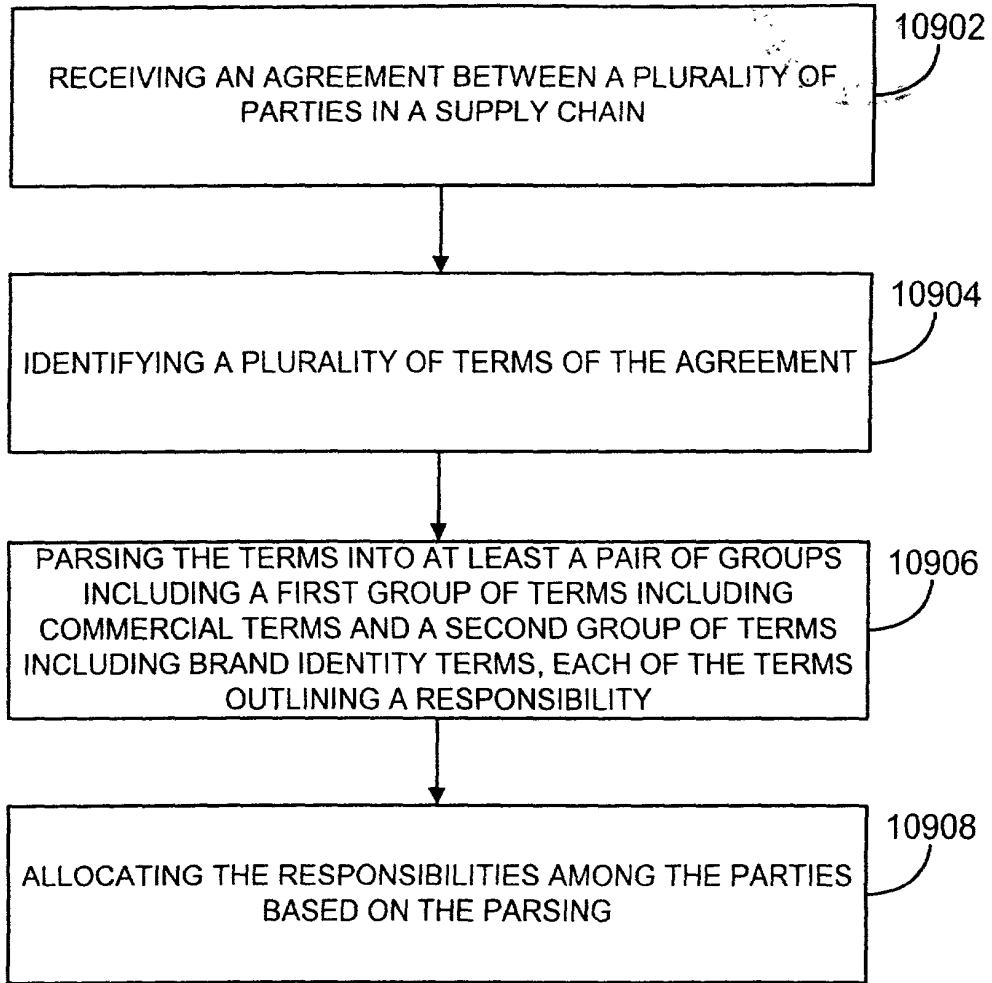 10902
RECEIVING AN AGREEMENT BETWEEN A PLURALITY OF
PARTIES IN A SUPPLY CHAIN
10904
IDENTIFYING A PLURALITY OF TERMS OF THE AGREEMENT
10906
PARSING THE TERMS INTO AT LEAST A PAIR OF GROUPS
INCLUDING A FIRST GROUP OF TERMS INCLUDING
COMMERCIAL TERMS AND A SECOND GROUP OF TERMS
INCLUDING BRAND IDENTITY TERMS, EACH OF THE TERMS
OUTLINING A RESPONSIBILITY
10908
ALLOCATING THE RESPONSIBILITIES AMONG THE PARTIES
BASED ON THE PARSING